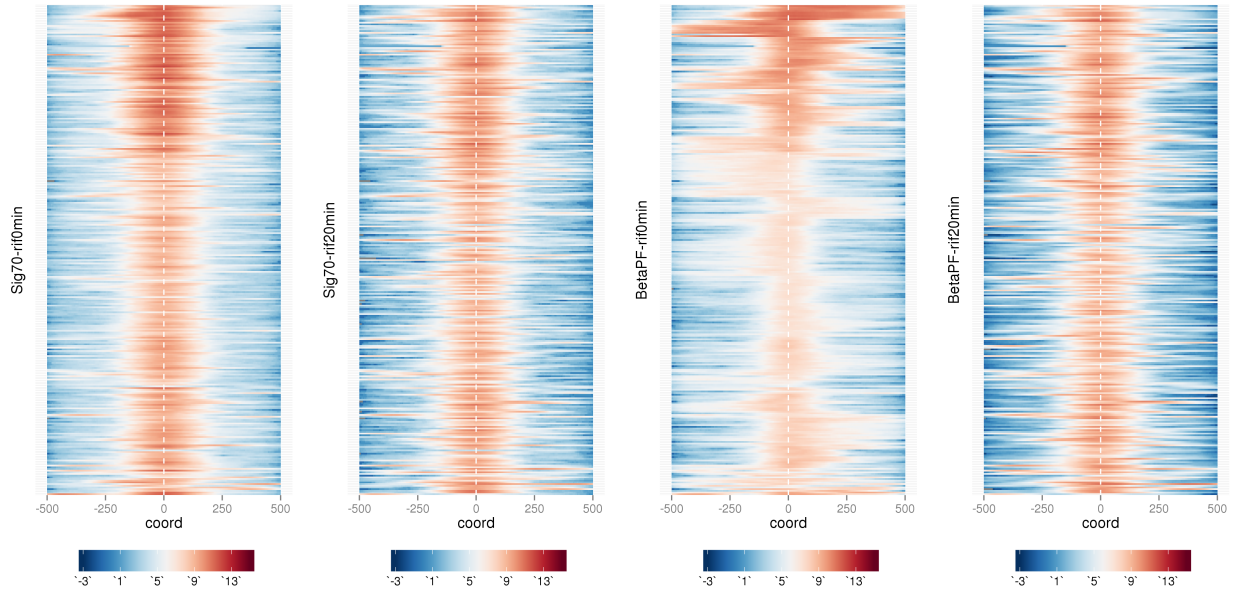 Sig70-rif0min
-500 -250 0 250 500
coord
`-3` `1` `5` `9` `13`
Sig70-rif20min
-500 -250 0 250 500
coord
`-3` `1` `5` `9` `13`
BetaPF-rif0min
-500 -250 0 250 500
coord
`-3` `1` `5` `9` `13`
BetaPF-rif20min
-500 -250 0 250 500
coord
`-3` `1` `5` `9` `13`